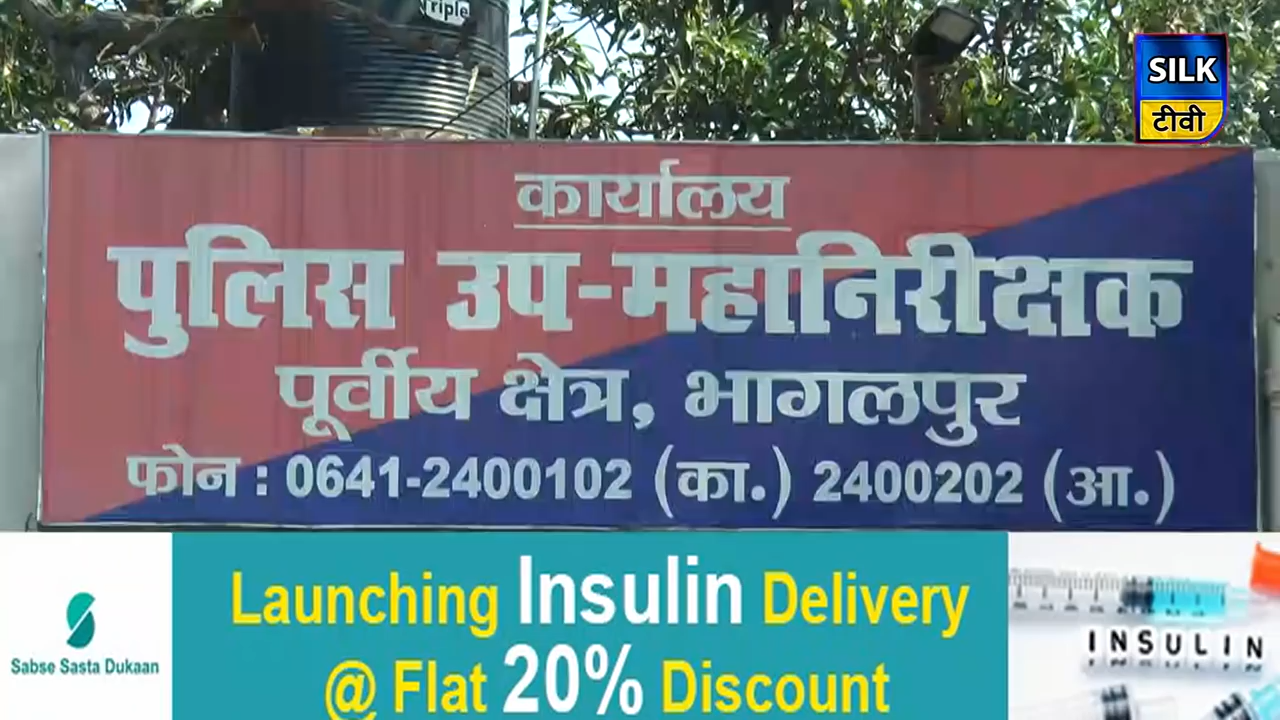 Triple
SILK
टीवी
कार्यालय
पुलिस उप-महानिरीक्षक
पूर्वीय क्षेत्र, भागलपुर
फोन : 0641-2400102 (का.) 2400202 (आ.)
Launching Insulin Delivery
@ Flat 20% Discount
Sabse Sasta Dukaan
INSULIN